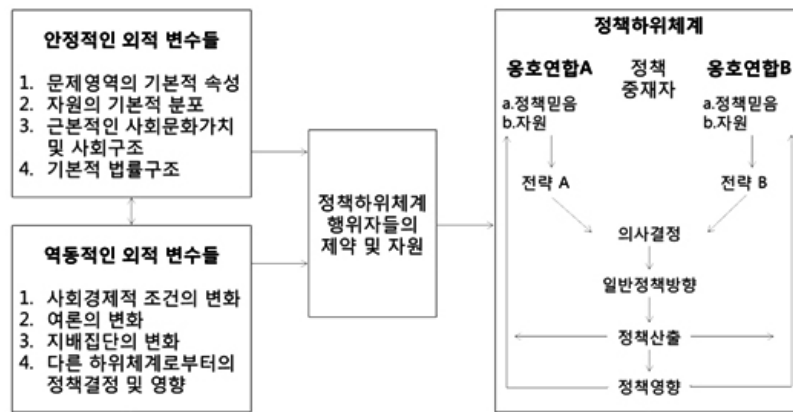 안정적인 외적 변수들
1. 문제영역의 기본적 속성
2. 자원의 기본적 분포
3. 근본적인 사회문화가치
및 사회구조
4. 기본적 법률구조
역동적인 외적 변수들
1. 사회경제적 조건의 변화
2. 여론의 변화
3. 지배집단의 변화
4. 다른 하위체계로부터의
정책결정 및 영향
정책하위체계
행위자들의
제약 및 자원
정책하위체계
옹호연합A
a.정책믿음
b.자원
전략 A
정책
중재자
옹호연합B
a.정책믿음
b.자원
전략 B
의사결정
일반정책방향
정책산출
정책영향